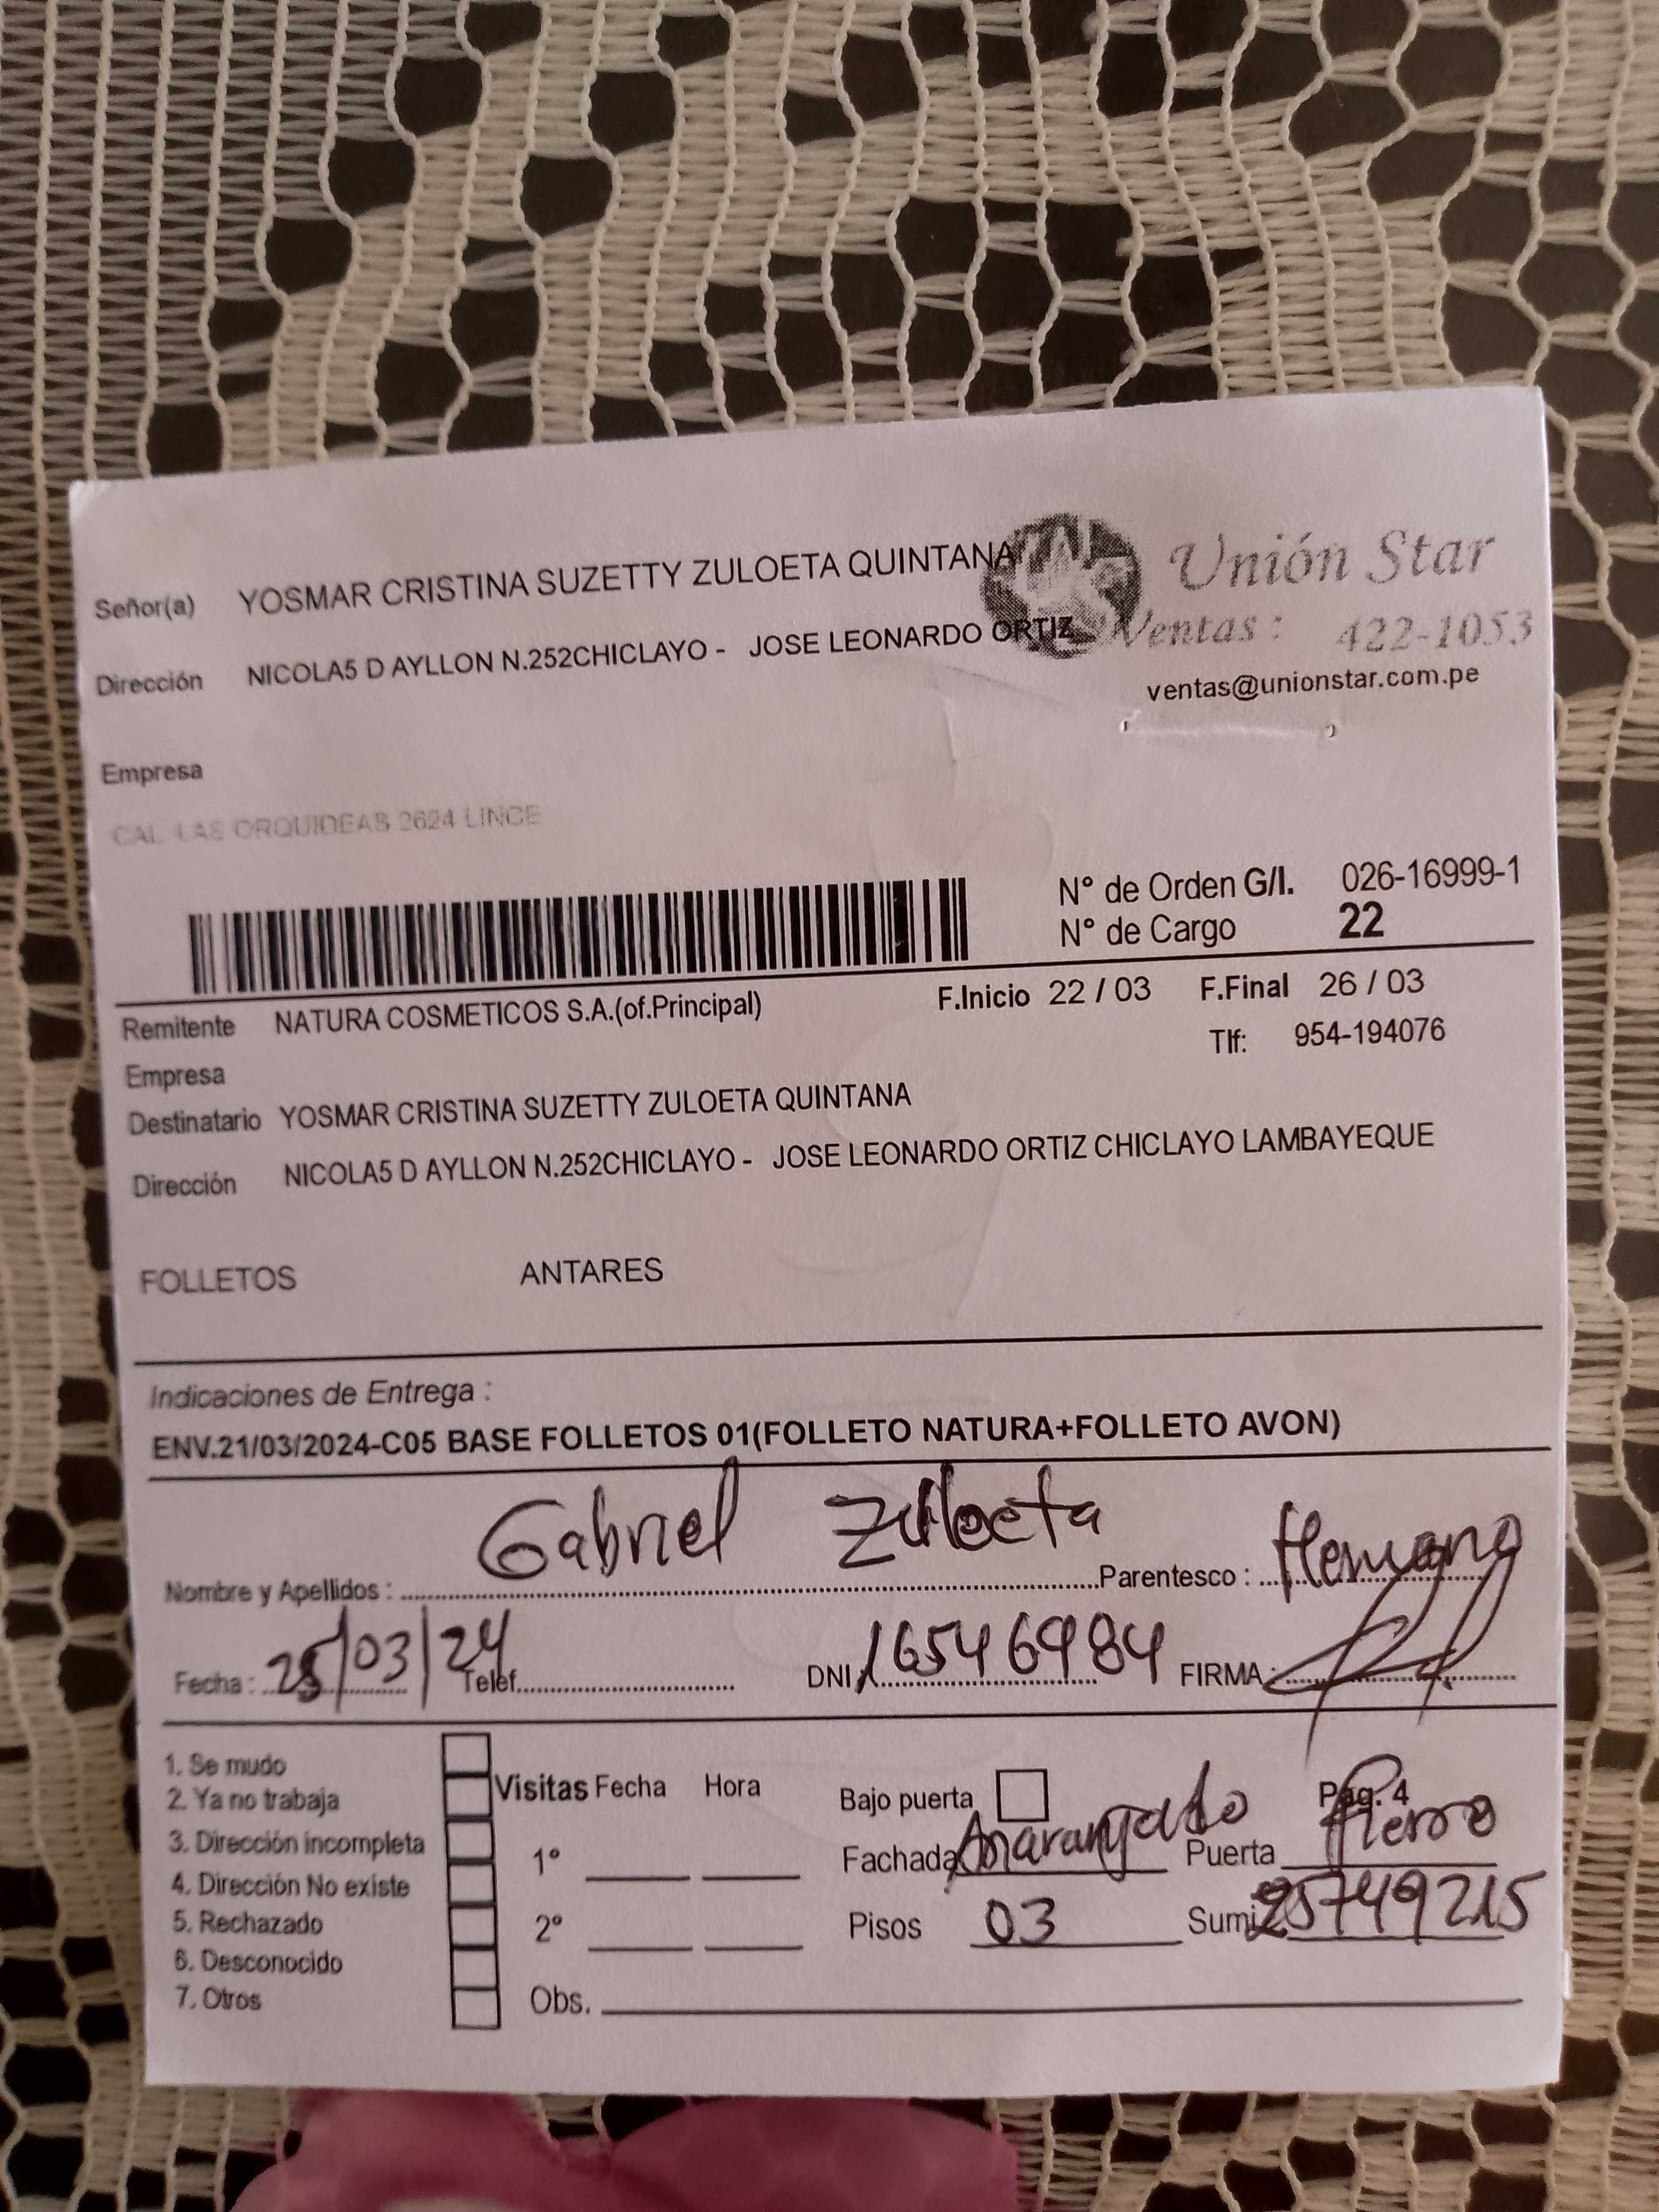 Señor(a) YOSMAR CRISTINA SUZETTY ZULOETA QUINTANA
Unión Star
Dirección NICOLA5 D AYLLON N.252CHICLAYO - JOSE LEONARDO ORTIZ
Ventas : 422-1053
ventas@unionstar.com.pe
Empresa
CAL LAS ORQUIDEAS 2624 LINCE
N° de Orden G/I. 026-16999-1
N° de Cargo 22
Remitente NATURA COSMETICOS S.A.(of.Principal) F.Inicio 22 / 03 F.Final 26 / 03
Empresa Tlf: 954-194076
Destinatario YOSMAR CRISTINA SUZETTY ZULOETA QUINTANA
Dirección NICOLA5 D AYLLON N.252CHICLAYO - JOSE LEONARDO ORTIZ CHICLAYO LAMBAYEQUE
FOLLETOS ANTARES
Indicaciones de Entrega :
ENV.21/03/2024-C05 BASE FOLLETOS 01(FOLLETO NATURA+FOLLETO AVON)
Nombre y Apellidos : Gabriel Zuloeta Parentesco : Hermano
Fecha : 25/03/24 Teléf. DNI 16546984 FIRMA :
1. Se mudo
2. Ya no trabaja Visitas Fecha Hora Bajo puerta Pág. 4
3. Dirección incompleta 1° Fachada Anaranjado Puerta Fierro
4. Dirección No existe
5. Rechazado 2° Pisos 03 Sumi 25749215
6. Desconocido
7. Otros Obs.